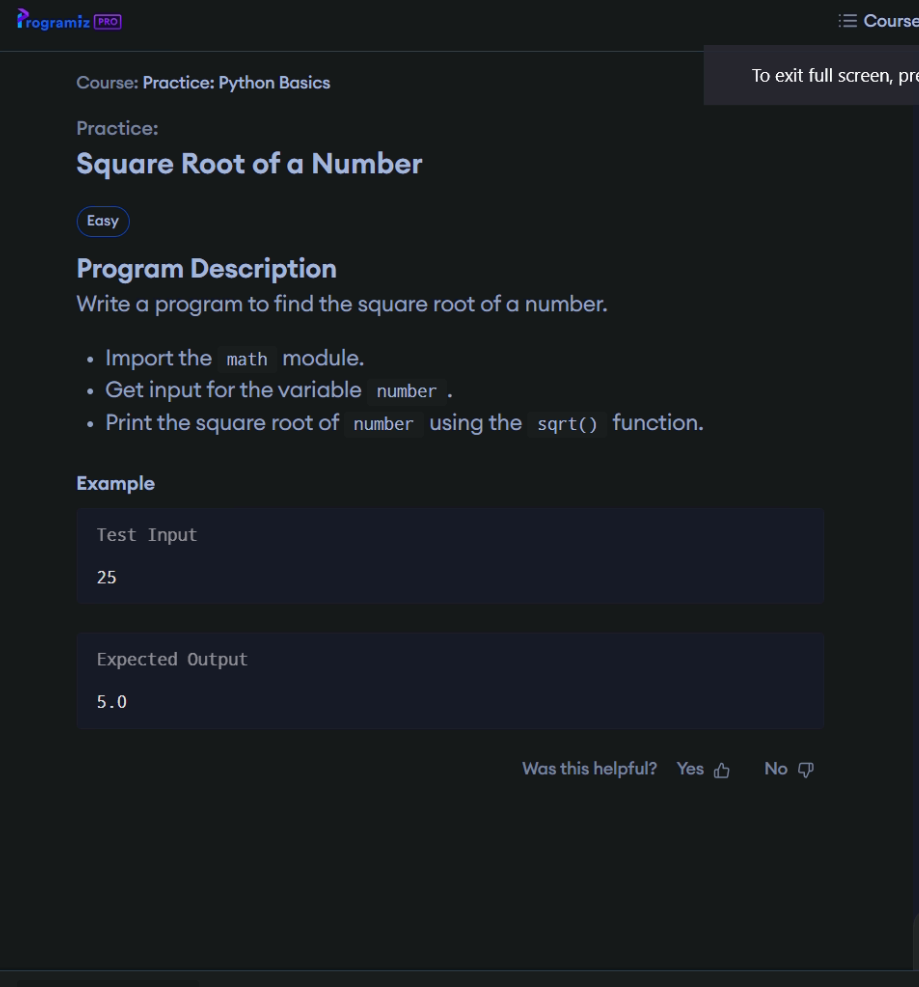 Programiz PRO
Course
To exit full screen, pre
Course: Practice: Python Basics
Practice:
Square Root of a Number
Easy
Program Description
Write a program to find the square root of a number.
• Import the math module.
• Get input for the variable number .
• Print the square root of number using the sqrt() function.
Example
Test Input
25
Expected Output
5.0
Was this helpful? Yes No